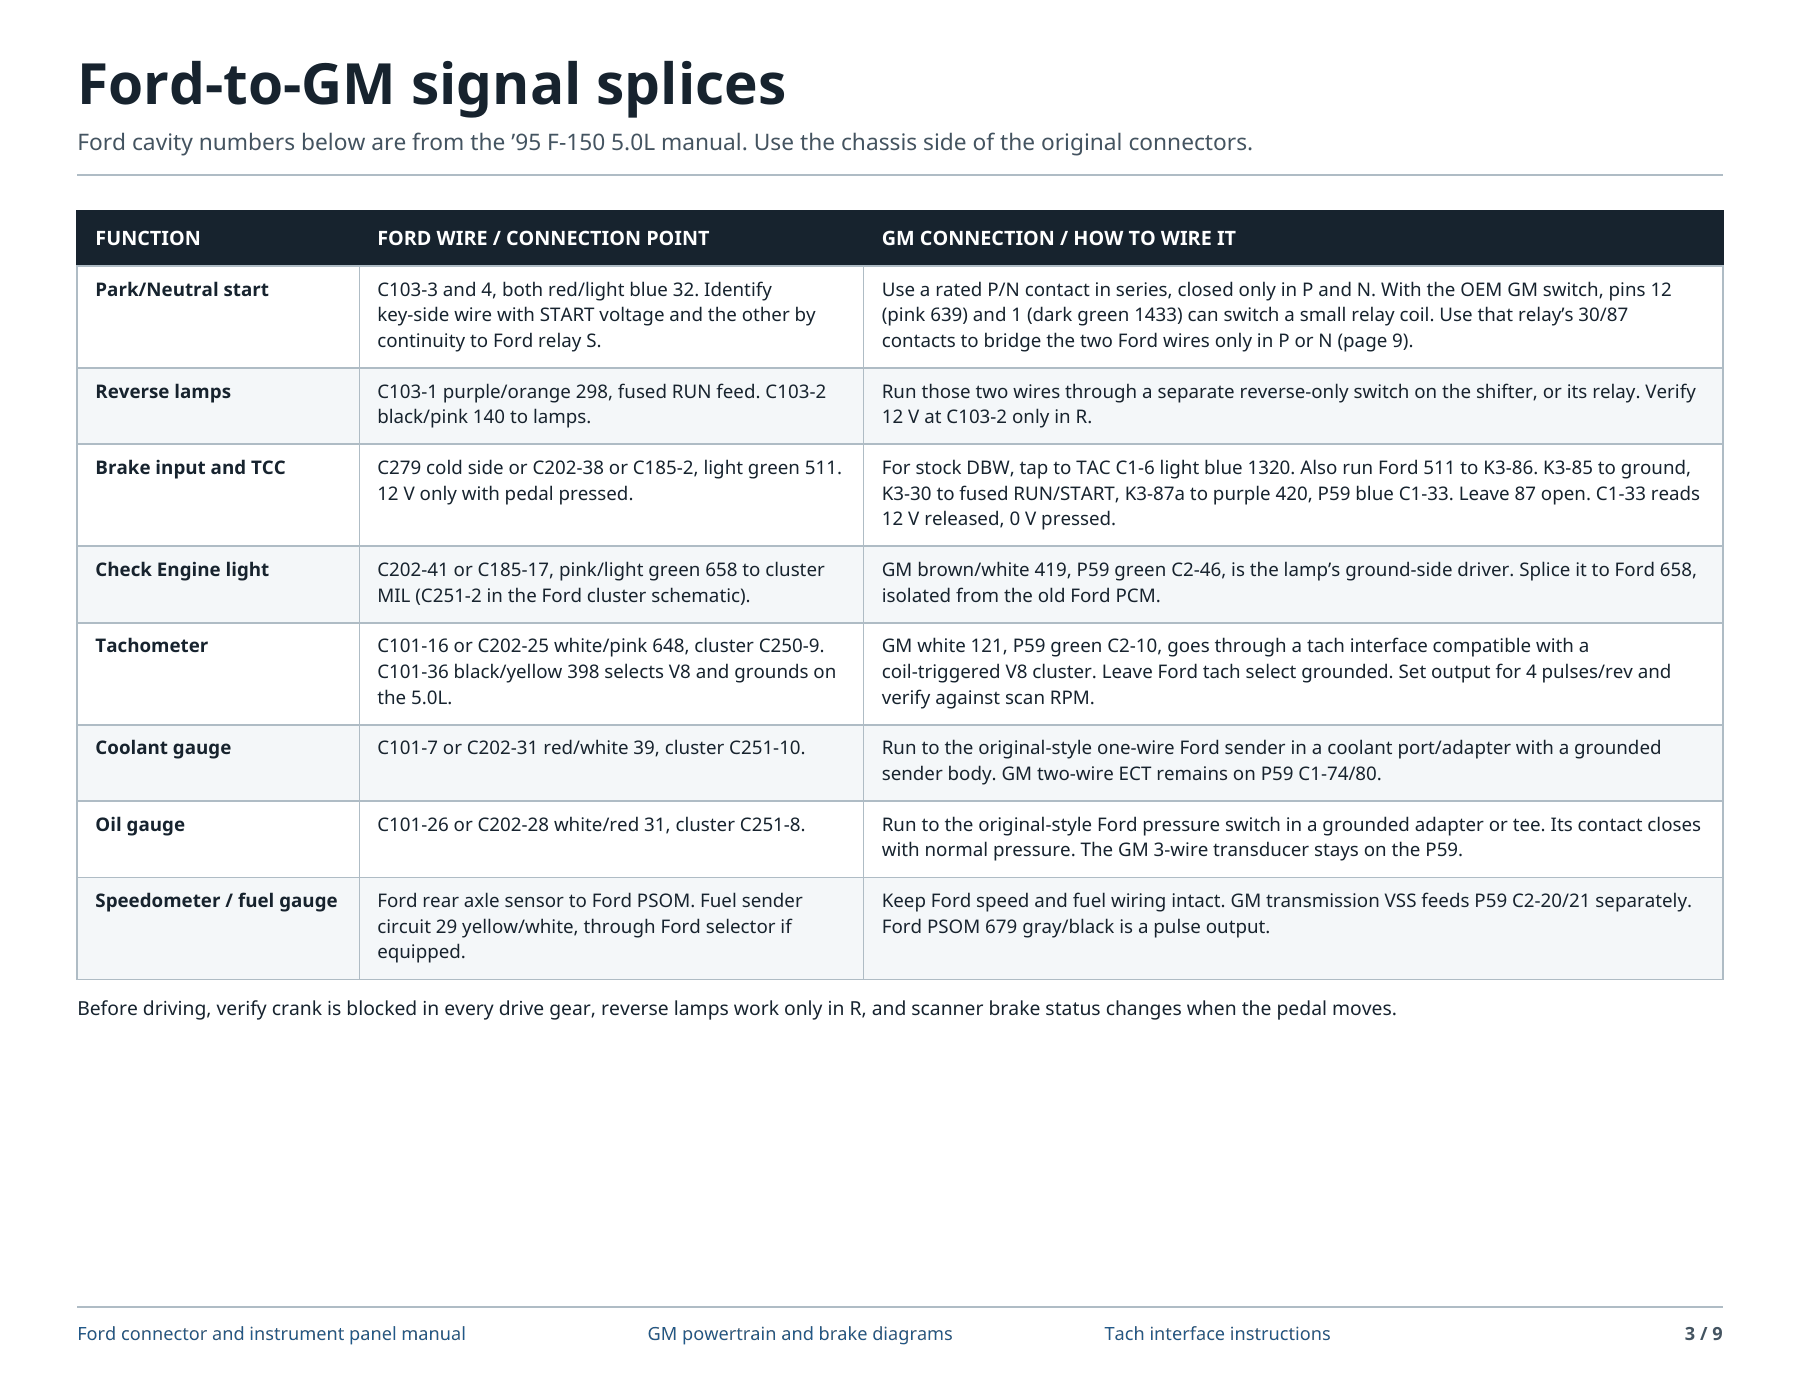 Ford-to-GM signal splices
Ford cavity numbers below are from the ’95 F-150 5.0L manual. Use the chassis side of the original connectors.
FUNCTION
FORD WIRE / CONNECTION POINT
GM CONNECTION / HOW TO WIRE IT
Park/Neutral start
C103-3 and 4, both red/light blue 32. Identify
key-side wire with START voltage and the other by
continuity to Ford relay S.
Use a rated P/N contact in series, closed only in P and N. With the OEM GM switch, pins 12
(pink 639) and 1 (dark green 1433) can switch a small relay coil. Use that relay’s 30/87
contacts to bridge the two Ford wires only in P or N (page 9).
Reverse lamps
C103-1 purple/orange 298, fused RUN feed. C103-2
black/pink 140 to lamps.
Run those two wires through a separate reverse-only switch on the shifter, or its relay. Verify
12 V at C103-2 only in R.
Brake input and TCC
C279 cold side or C202-38 or C185-2, light green 511.
12 V only with pedal pressed.
For stock DBW, tap to TAC C1-6 light blue 1320. Also run Ford 511 to K3-86. K3-85 to ground,
K3-30 to fused RUN/START, K3-87a to purple 420, P59 blue C1-33. Leave 87 open. C1-33 reads
12 V released, 0 V pressed.
Check Engine light
C202-41 or C185-17, pink/light green 658 to cluster
MIL (C251-2 in the Ford cluster schematic).
GM brown/white 419, P59 green C2-46, is the lamp’s ground-side driver. Splice it to Ford 658,
isolated from the old Ford PCM.
Tachometer
C101-16 or C202-25 white/pink 648, cluster C250-9.
C101-36 black/yellow 398 selects V8 and grounds on
the 5.0L.
GM white 121, P59 green C2-10, goes through a tach interface compatible with a
coil-triggered V8 cluster. Leave Ford tach select grounded. Set output for 4 pulses/rev and
verify against scan RPM.
Coolant gauge
C101-7 or C202-31 red/white 39, cluster C251-10.
Run to the original-style one-wire Ford sender in a coolant port/adapter with a grounded
sender body. GM two-wire ECT remains on P59 C1-74/80.
Oil gauge
C101-26 or C202-28 white/red 31, cluster C251-8.
Run to the original-style Ford pressure switch in a grounded adapter or tee. Its contact closes
with normal pressure. The GM 3-wire transducer stays on the P59.
Speedometer / fuel gauge
Ford rear axle sensor to Ford PSOM. Fuel sender
circuit 29 yellow/white, through Ford selector if
equipped.
Keep Ford speed and fuel wiring intact. GM transmission VSS feeds P59 C2-20/21 separately.
Ford PSOM 679 gray/black is a pulse output.
Before driving, verify crank is blocked in every drive gear, reverse lamps work only in R, and scanner brake status changes when the pedal moves.
Ford connector and instrument panel manual
GM powertrain and brake diagrams
Tach interface instructions
3 / 9